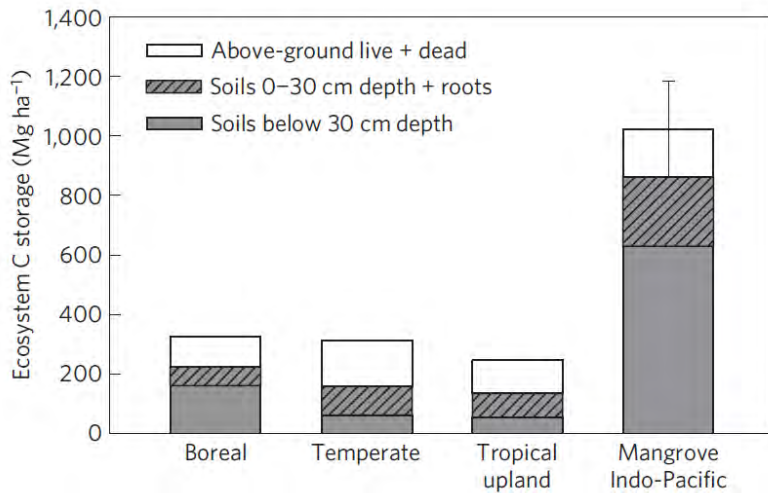 1,400
1,200
1,000
800
600
400
200
0
Ecosystem C storage (Mg ha⁻¹)
Above-ground live + dead
Soils 0–30 cm depth + roots
Soils below 30 cm depth
Boreal
Temperate
Tropical
upland
Mangrove
Indo-Pacific